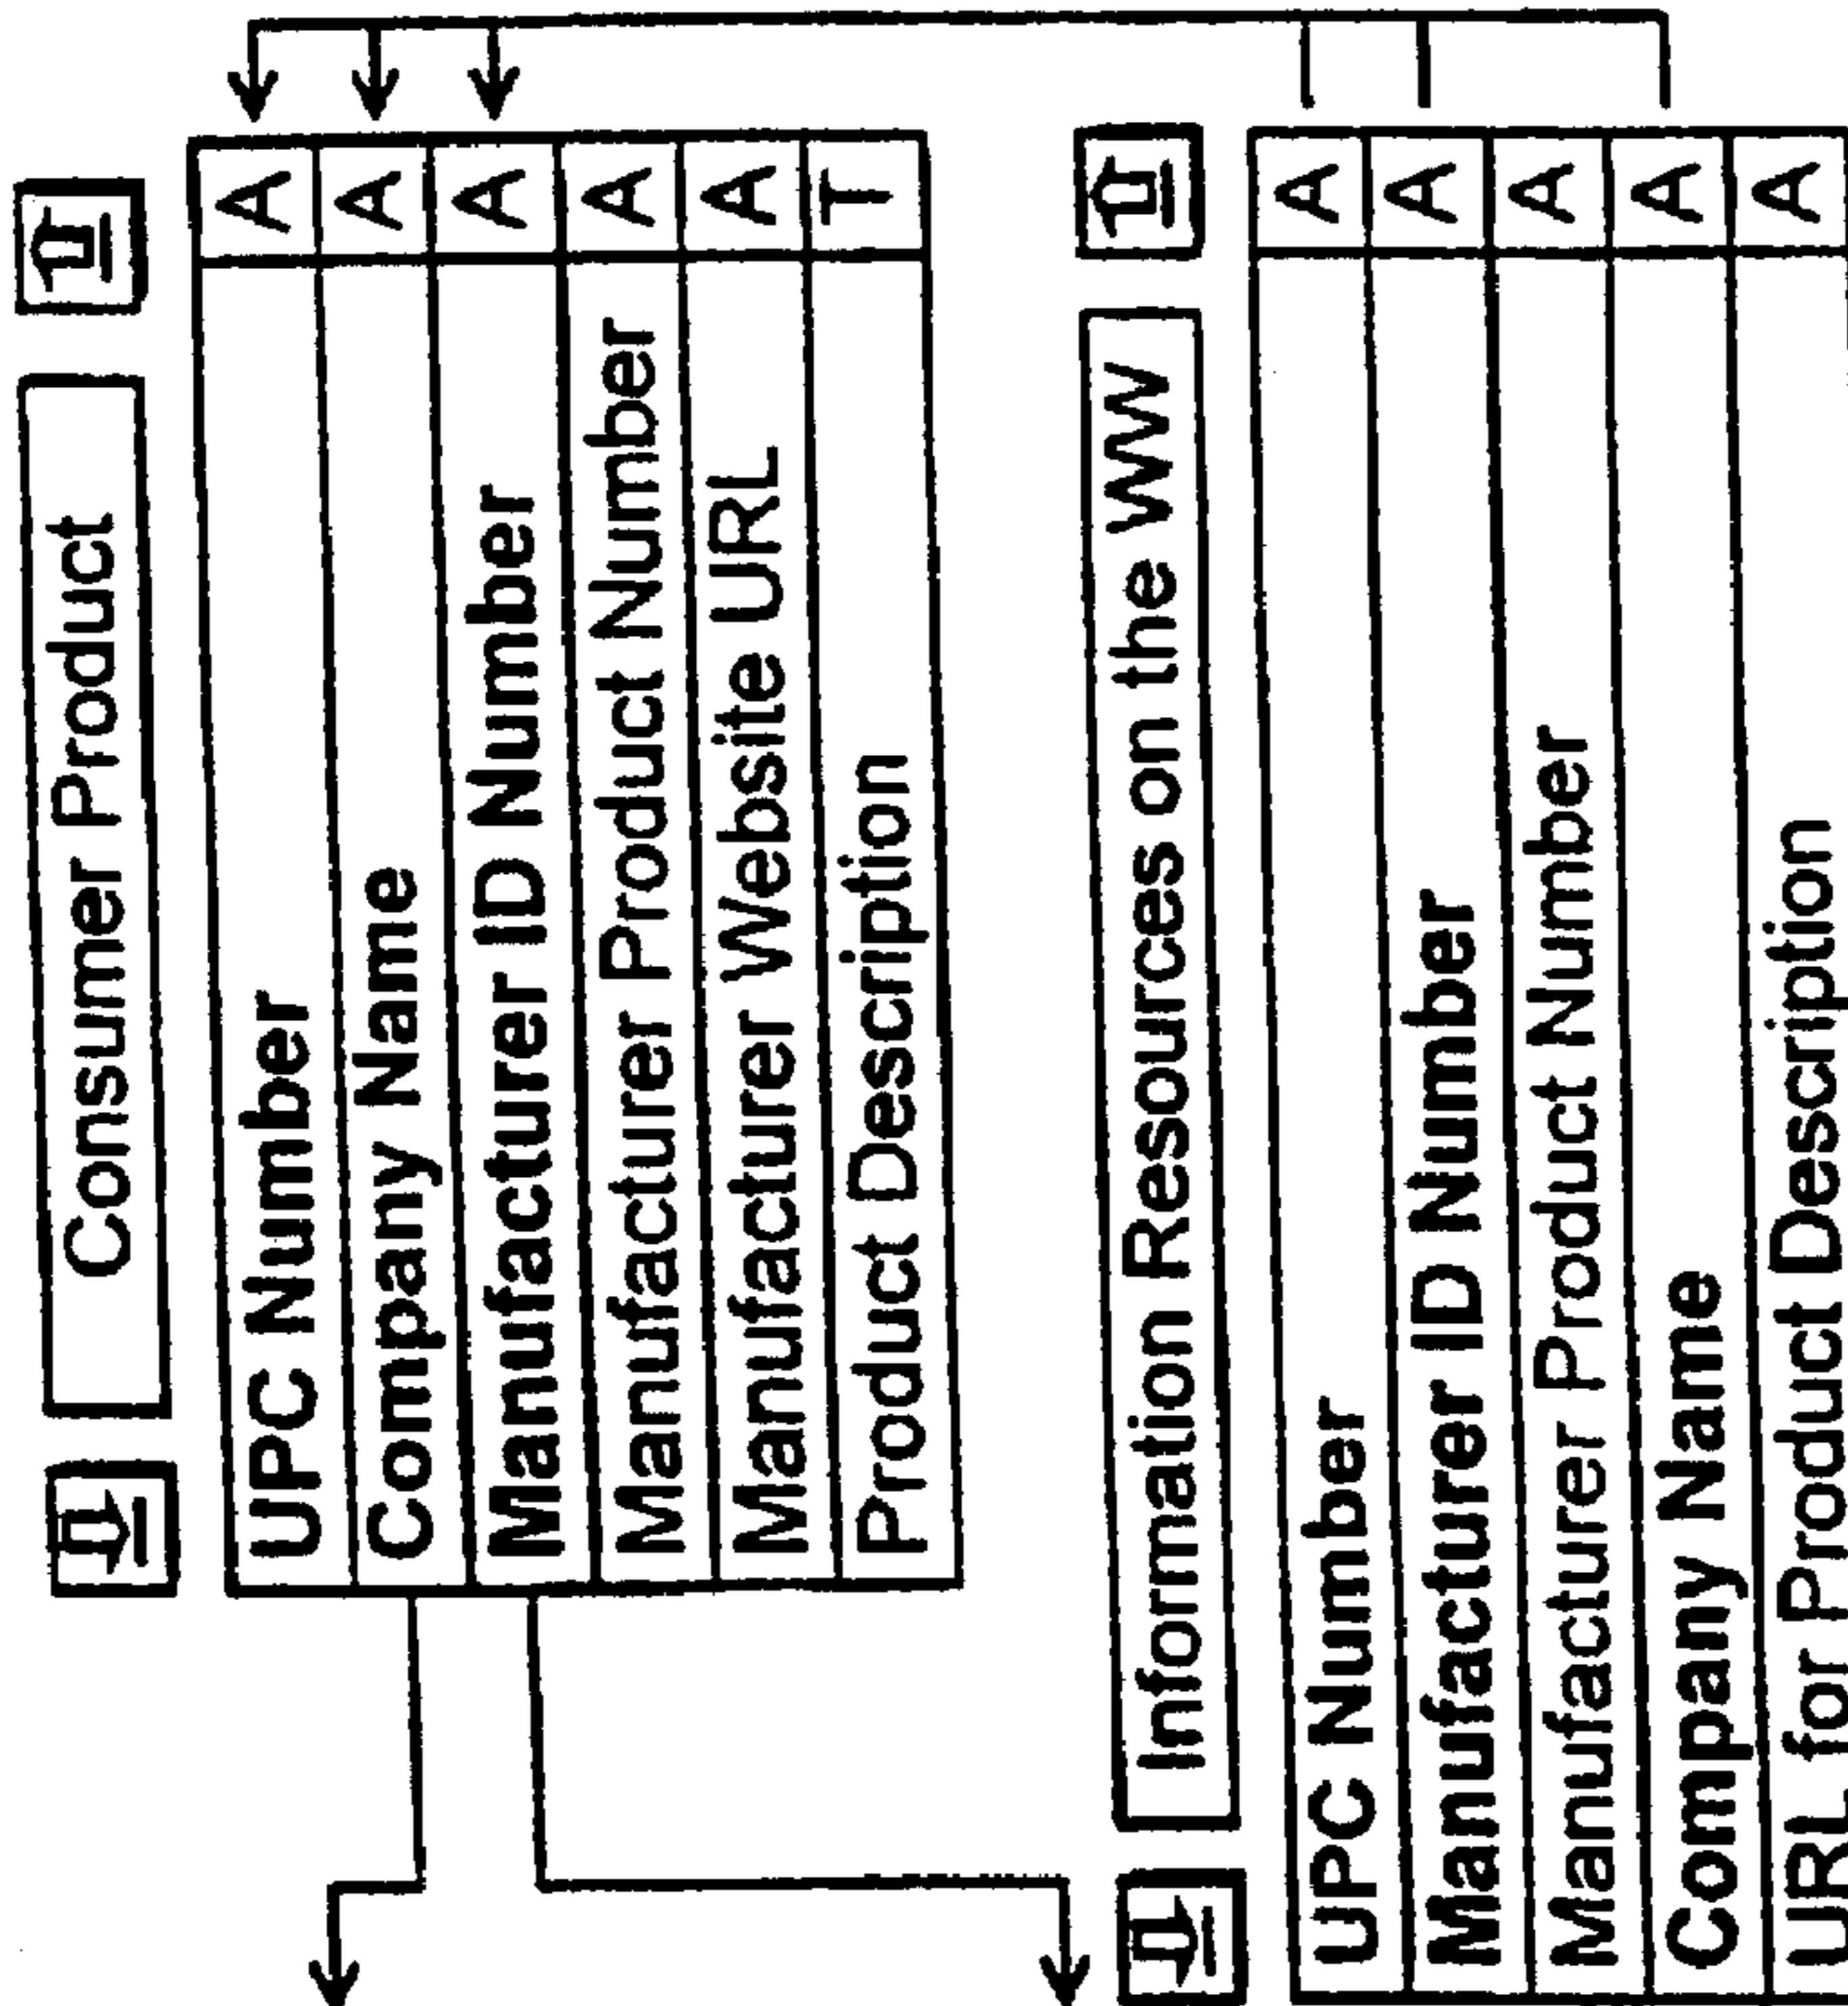 Consumer Product
UPC Number A
Company Name A
Manufacturer ID Number A
Manufacturer Product Number A
Manufacturer Website URL A
Product Description T
Information Resources on the WWW
UPC Number A
Manufacturer ID Number A
Manufacturer Product Number A
Company Name A
URL for Product Description A